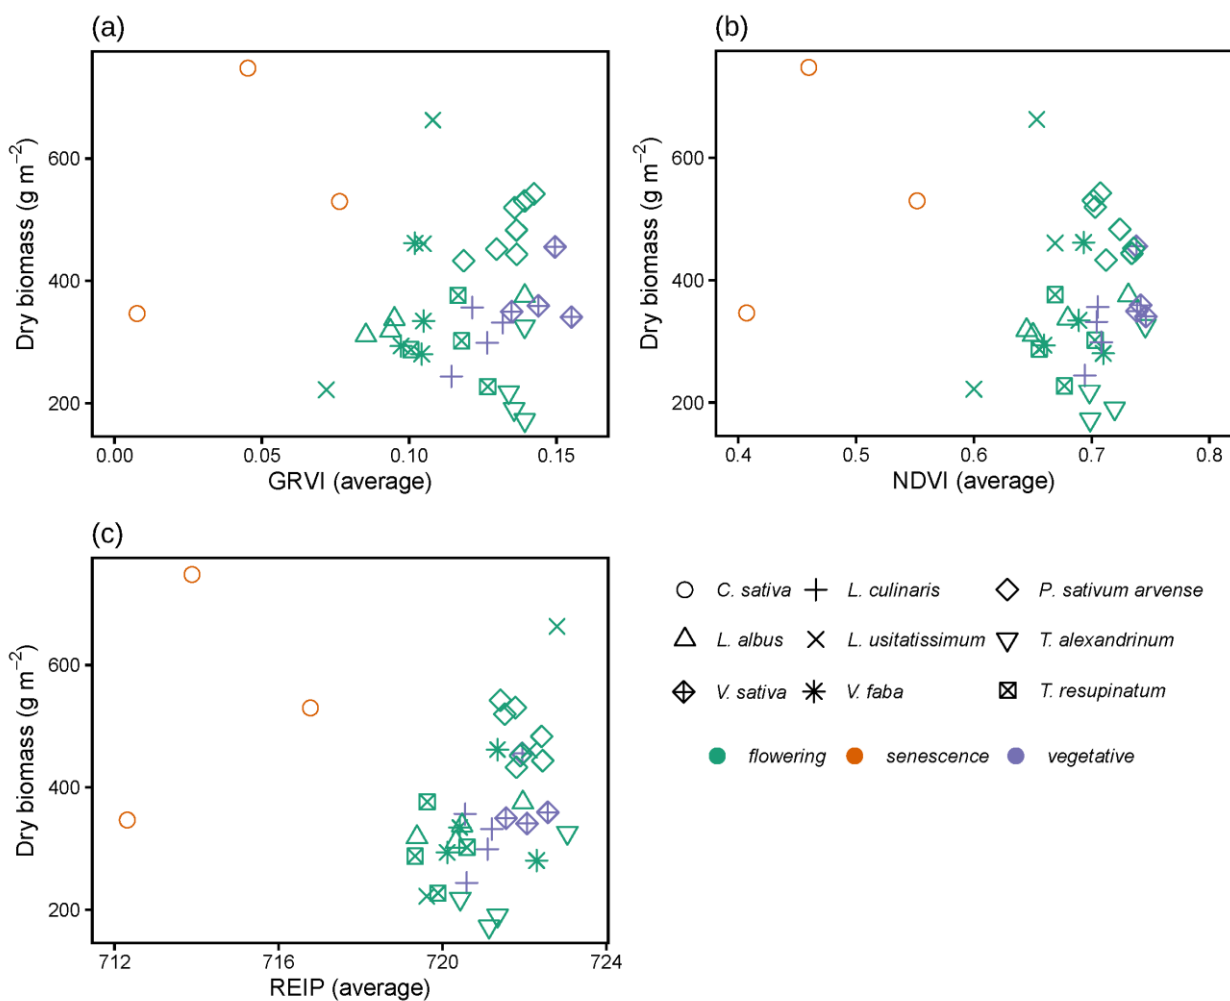 (a)
(b)
Dry biomass (g m⁻²)
600
400
200
0.00 0.05 0.10 0.15
GRVI (average)
Dry biomass (g m⁻²)
600
400
200
0.4 0.5 0.6 0.7 0.8
NDVI (average)
(c)
Dry biomass (g m⁻²)
600
400
200
712 716 720 724
REIP (average)
C. sativa L. culinaris P. sativum arvense
L. albus L. usitatissimum T. alexandrinum
V. sativa V. faba T. resupinatum
flowering senescence vegetative